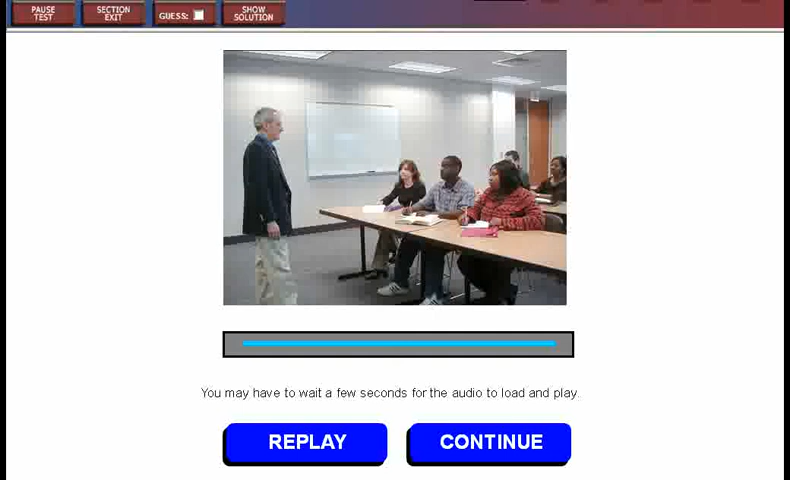 PAUSE
TEST
SECTION
EXIT
GUESS:
SHOW
SOLUTION
You may have to wait a few seconds for the audio to load and play.
REPLAY
CONTINUE